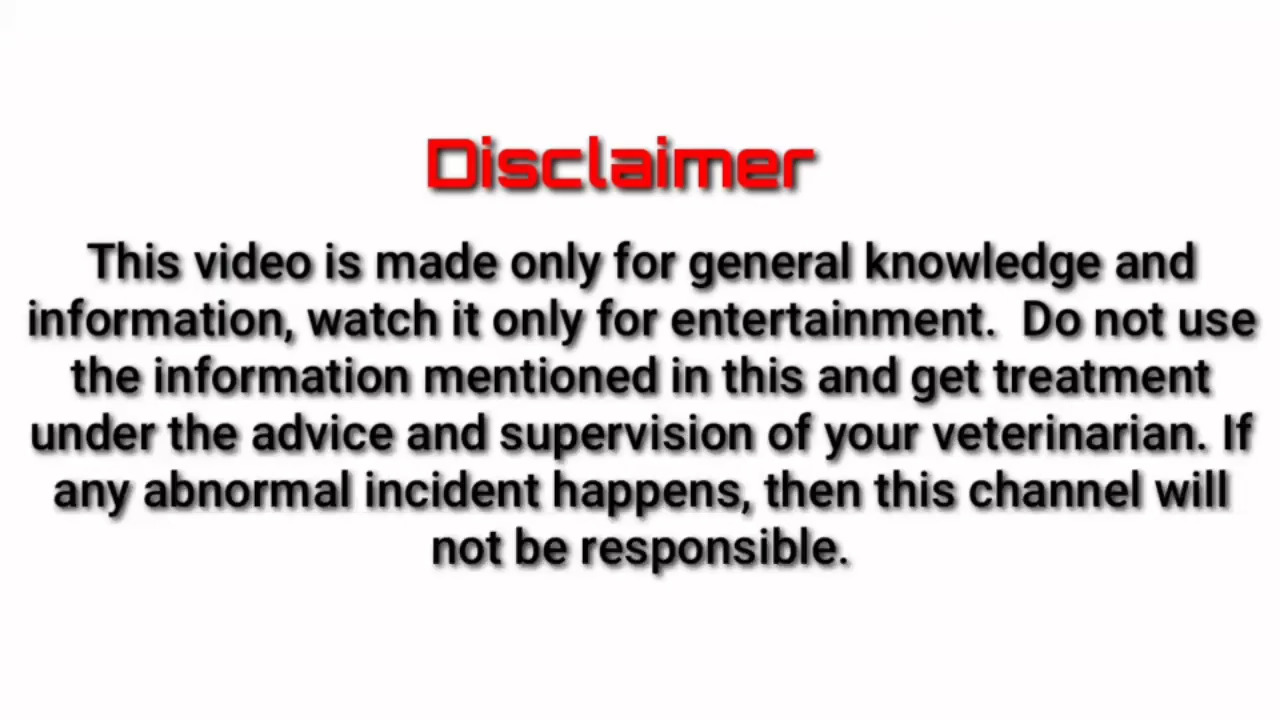 Disclaimer
This video is made only for general knowledge and
information, watch it only for entertainment.  Do not use
the information mentioned in this and get treatment
under the advice and supervision of your veterinarian. If
any abnormal incident happens, then this channel will
not be responsible.